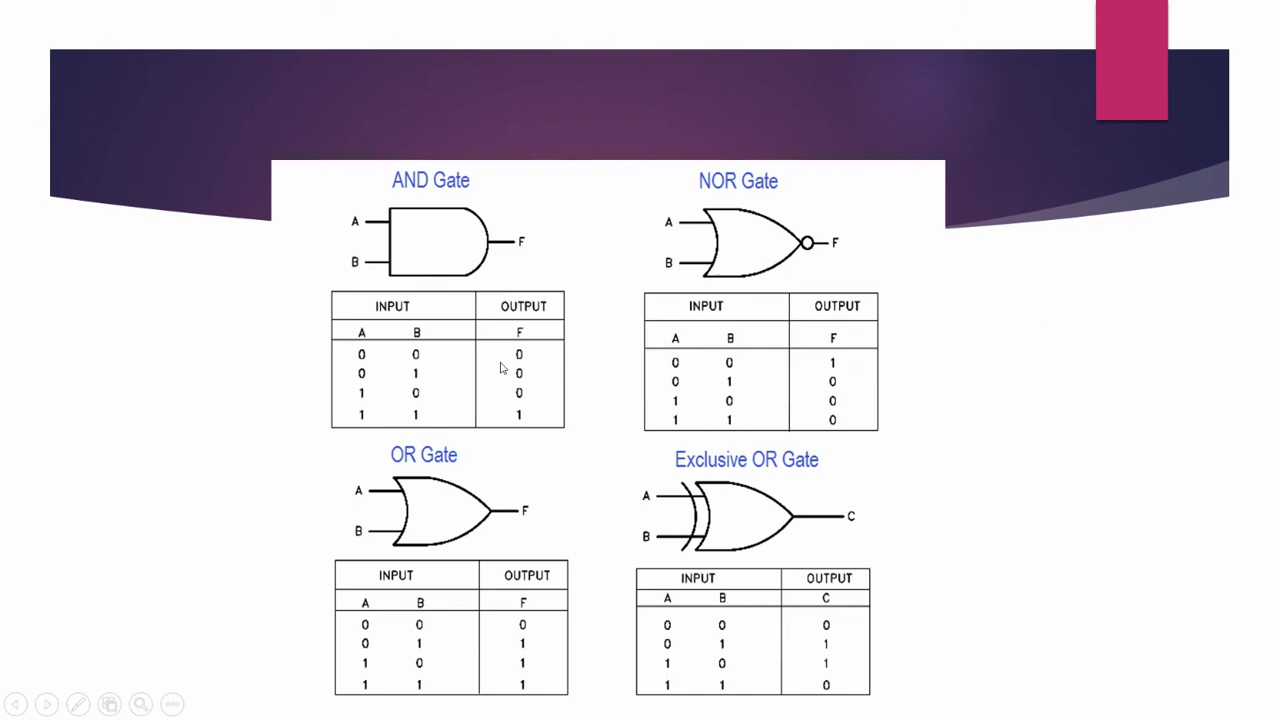 AND Gate
A
B
F
INPUT OUTPUT
A B F
0 0 0
0 1 0
1 0 0
1 1 1
NOR Gate
A
B
F
INPUT OUTPUT
A B F
0 0 1
0 1 0
1 0 0
1 1 0
OR Gate
A
B
F
INPUT OUTPUT
A B F
0 0 0
0 1 1
1 0 1
1 1 1
Exclusive OR Gate
A
B
C
INPUT OUTPUT
A B C
0 0 0
0 1 1
1 0 1
1 1 0